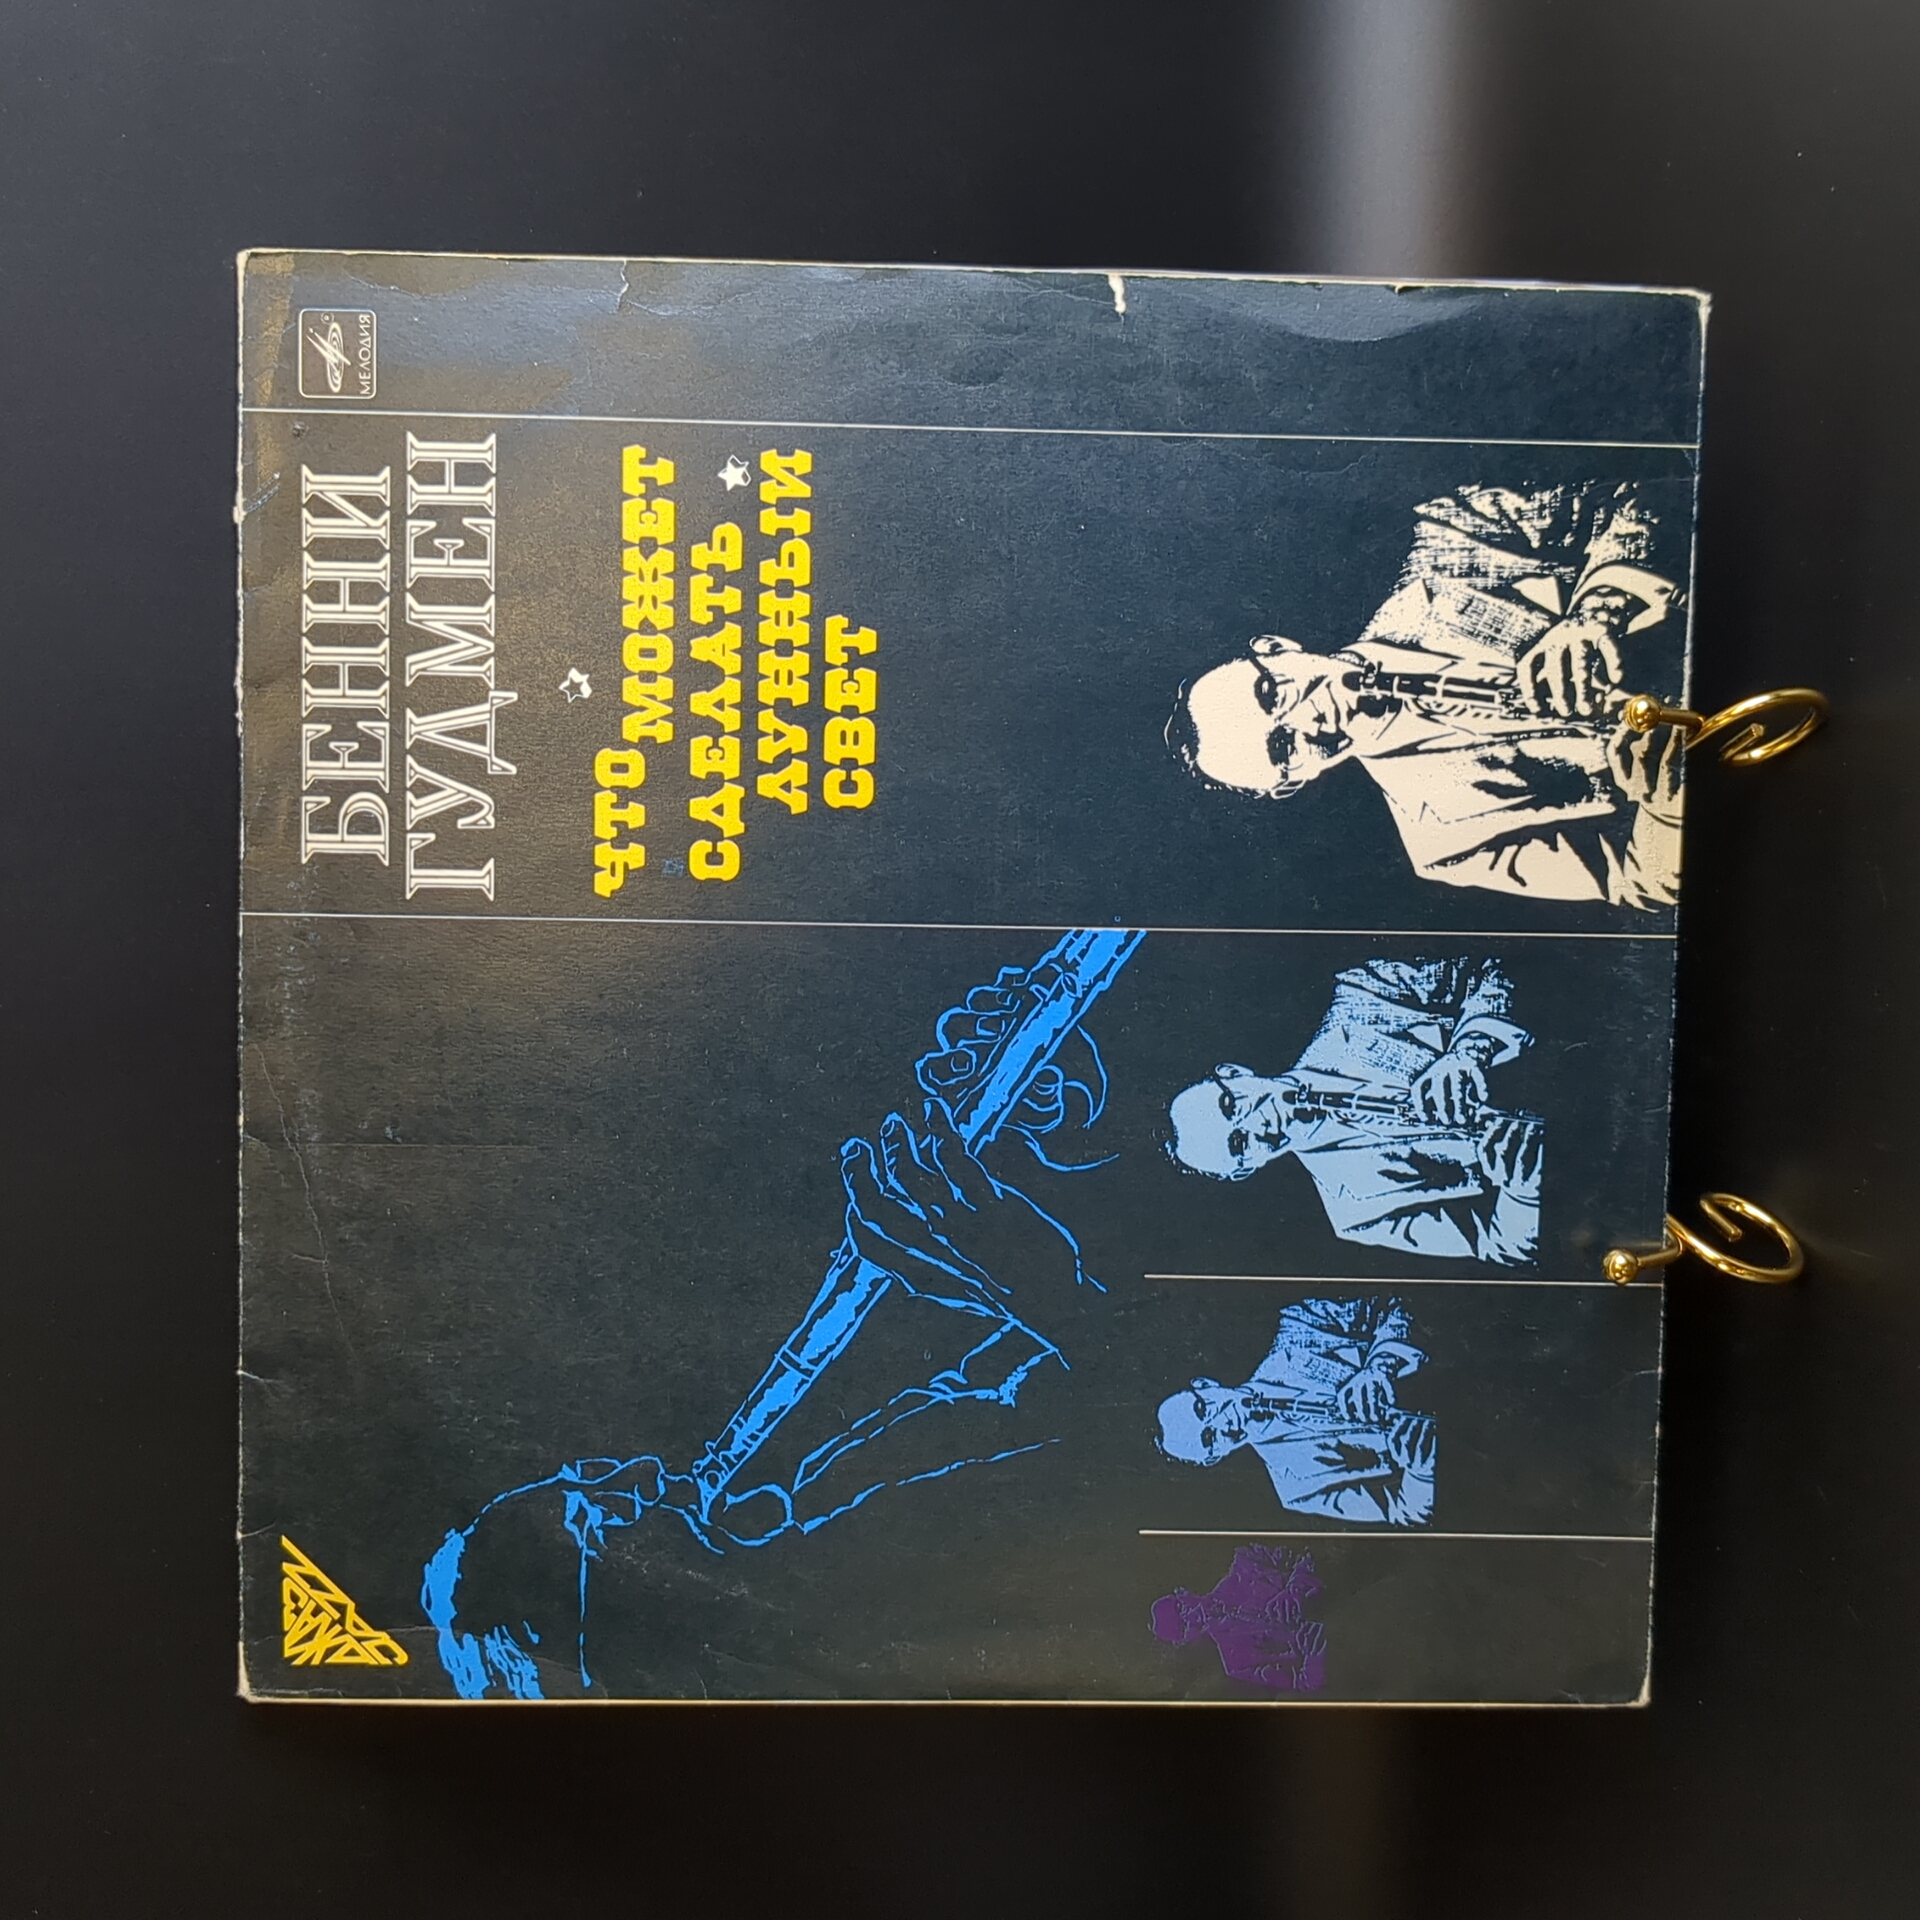 МЕЛОДИЯ
БЕННИ
ГУДМЕН
ЧТО МОЖЕТ
СДЕЛАТЬ
ЛУННЫЙ
СВЕТ